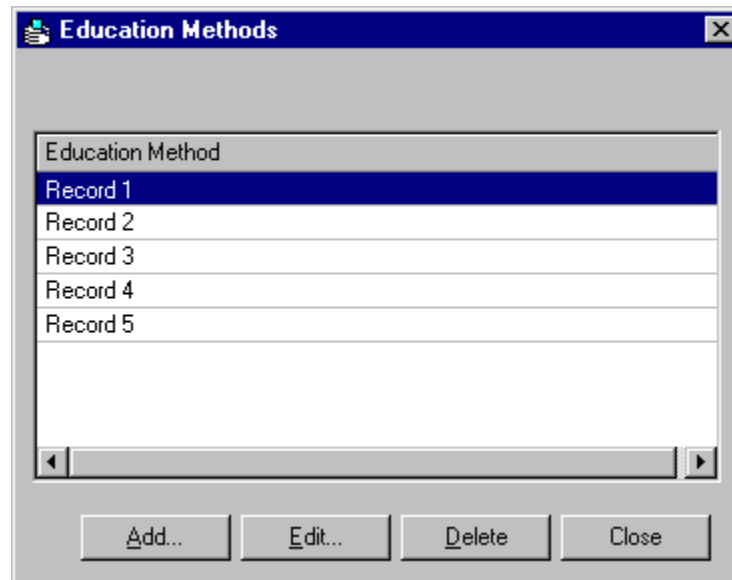 Education Methods
Education Method
Record 1
Record 2
Record 3
Record 4
Record 5
Add... Edit... Delete Close